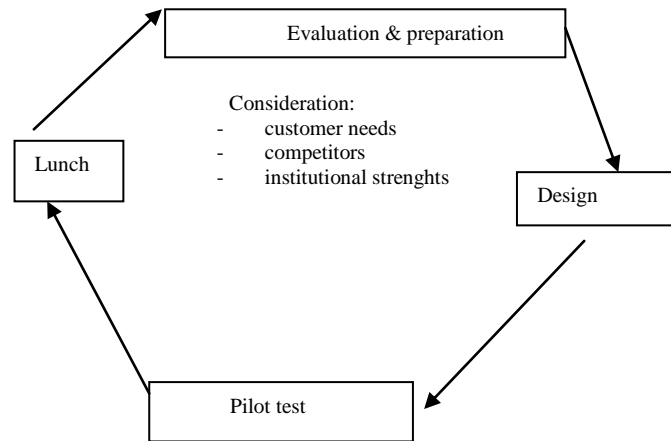 Evaluation & preparation
Consideration:
- customer needs
- competitors
- institutional strenghts
Lunch
Design
Pilot test